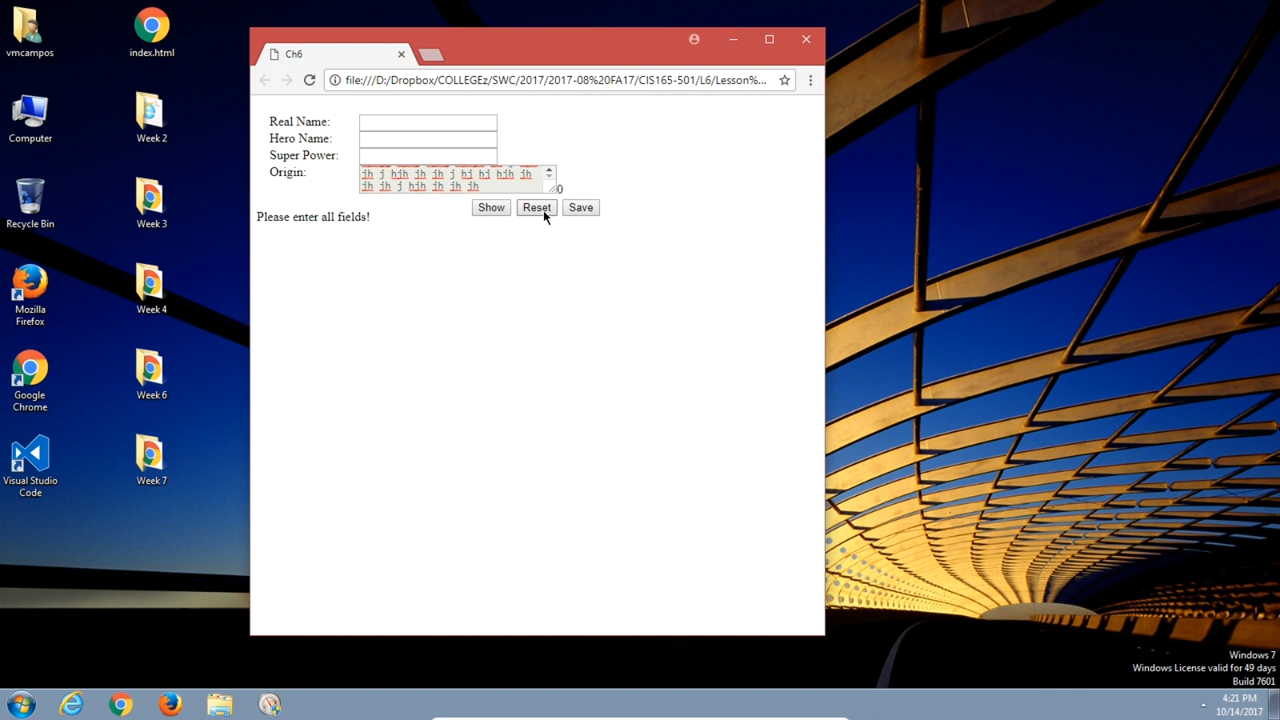 vmcampos
index.html
Computer
Week 2
Recycle Bin
Week 3
Mozilla
Firefox
Week 4
Google
Chrome
Week 6
Visual Studio
Code
Week 7
Ch6
file:///D:/Dropbox/COLLEGEz/SWC/2017/2017-08%20FA17/CIS165-501/L6/Lesson%...
Real Name:
Hero Name:
Super Power:
Origin:
jh j hjh jh jh j hj hj hjh jh
jh jh j hjh jh jh jh
0
Show Reset Save
Please enter all fields!
Windows 7
Windows License valid for 49 days
Build 7601
4:21 PM
10/14/2017